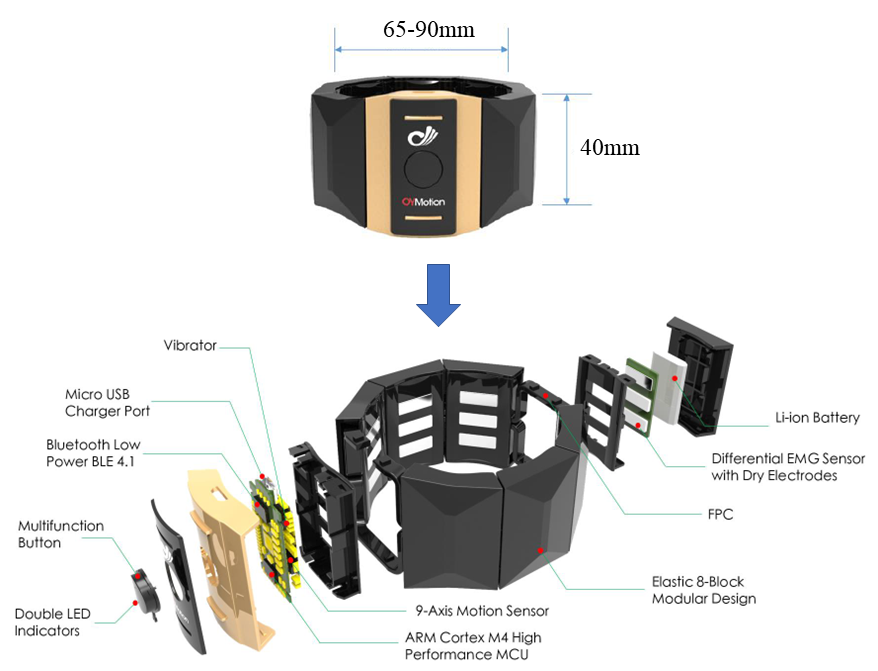 65-90mm
40mm
OYMotion
Vibrator
Micro USB
Charger Port
Bluetooth Low
Power BLE 4.1
Multifunction
Button
Double LED
Indicators
Li-ion Battery
Differential EMG Sensor
with Dry Electrodes
FPC
Elastic 8-Block
Modular Design
9-Axis Motion Sensor
ARM Cortex M4 High
Performance MCU